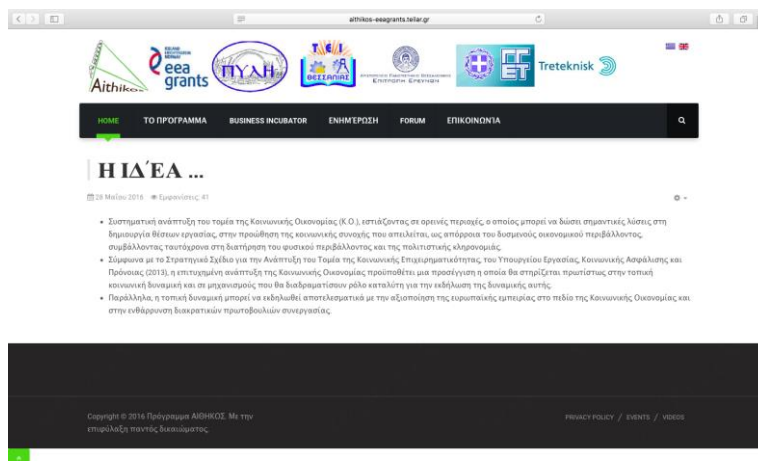 aithikos-eeagrants.teilar.gr
Aithikos
eea
grants
ΠΥΛΗ
Τ.Ε.Ι.
ΘΕΣΣΑΛΙΑΣ
ΕΠΙΤΡΟΠΗ ΕΡΕΥΝΩΝ
Treteknisk
HOME ΤΟ ΠΡΌΓΡΑΜΜΑ BUSINESS INCUBATOR ΕΝΗΜΈΡΩΣΗ FORUM ΕΠΙΚΟΙΝΩΝΊΑ
Η ΙΔΈΑ ...
28 Μαΐου 2016 Εμφανίσεις: 41
• Συστηματική ανάπτυξη του τομέα της Κοινωνικής Οικονομίας (Κ.Ο.), εστιάζοντας σε ορεινές περιοχές, ο οποίος μπορεί να δώσει σημαντικές λύσεις στη
δημιουργία θέσεων εργασίας, στην προώθηση της κοινωνικής συνοχής που απειλείται, ως απόρροια του δυσμενούς οικονομικού περιβάλλοντος,
συμβάλλοντας ταυτόχρονα στη διατήρηση του φυσικού περιβάλλοντος και της πολιτιστικής κληρονομιάς.
• Σύμφωνα με το Στρατηγικό Σχέδιο για την Ανάπτυξη του Τομέα της Κοινωνικής Επιχειρηματικότητας, του Υπουργείου Εργασίας, Κοινωνικής Ασφάλισης και
Πρόνοιας (2013), η επιτυχημένη ανάπτυξη της Κοινωνικής Οικονομίας προϋποθέτει μια προσέγγιση η οποία θα στηρίζεται πρωτίστως στην τοπική
κοινωνική δυναμική και σε μηχανισμούς που θα διαδραματίσουν ρόλο καταλύτη για την εκδήλωση της δυναμικής αυτής.
• Παράλληλα, η τοπική δυναμική μπορεί να εκδηλωθεί αποτελεσματικά με την αξιοποίηση της ευρωπαϊκής εμπειρίας στο πεδίο της Κοινωνικής Οικονομίας και
στην ενθάρρυνση διακρατικών πρωτοβουλιών συνεργασίας.
Copyright © 2016 Πρόγραμμα ΑΙΘΗΚΟΣ. Με την
επιφύλαξη παντός δικαιώματος.
PRIVACY POLICY / EVENTS / VIDEOS